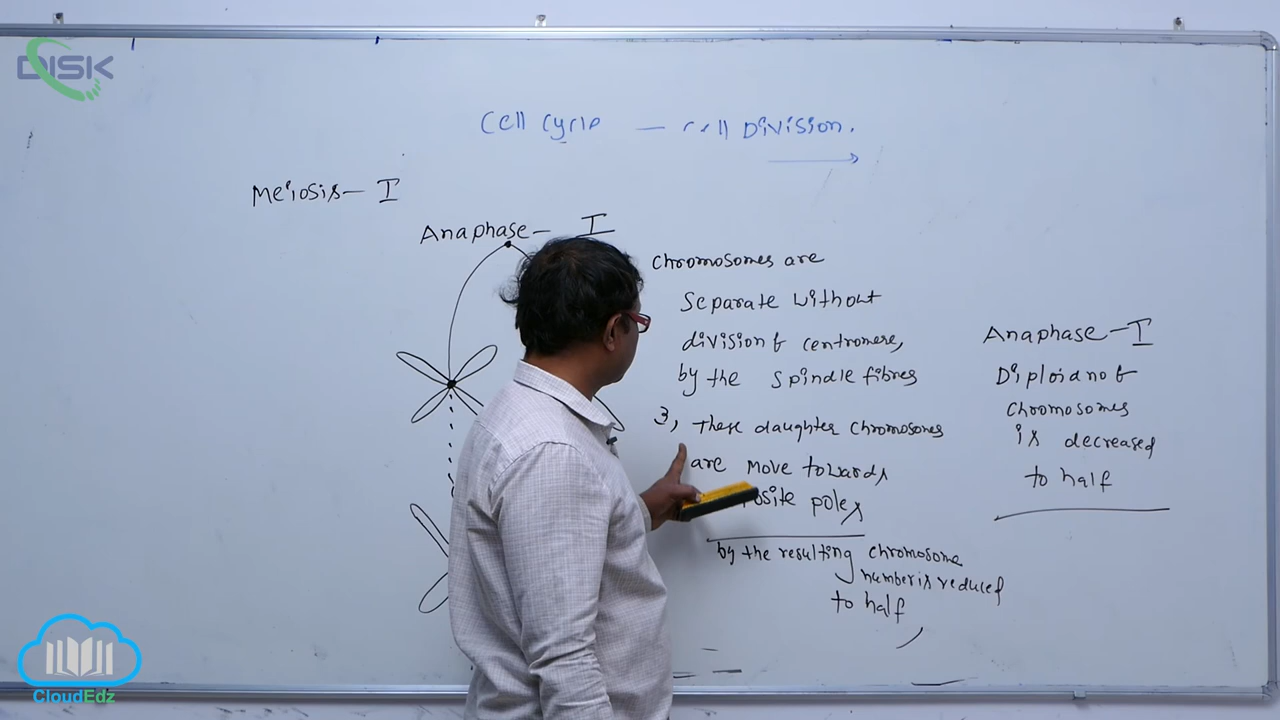 DISK
Cell Cycle — Cell Division.
Meiosis — I
Anaphase — I
Chromosomes are
Separate without
division of centromere,
by the spindle fibres
3, These daughter chromosomes
are move towards
posite poles
by the resulting chromosome
number is reduced
to half
Anaphase — I
Diploid no of
chromosomes
is decreased
to half
CloudEdz